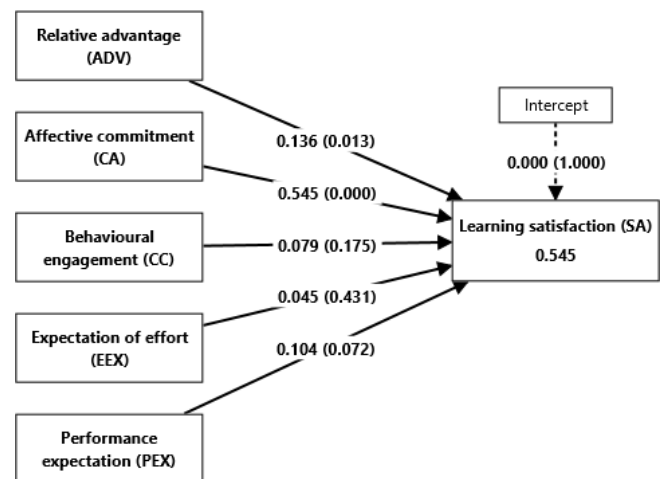 Relative advantage
(ADV)
Intercept
Affective commitment
(CA)
0.136 (0.013)
0.000 (1.000)
0.545 (0.000)
Learning satisfaction (SA)
0.545
Behavioural
engagement (CC)
0.079 (0.175)
0.045 (0.431)
Expectation of effort
(EEX)
0.104 (0.072)
Performance
expectation (PEX)